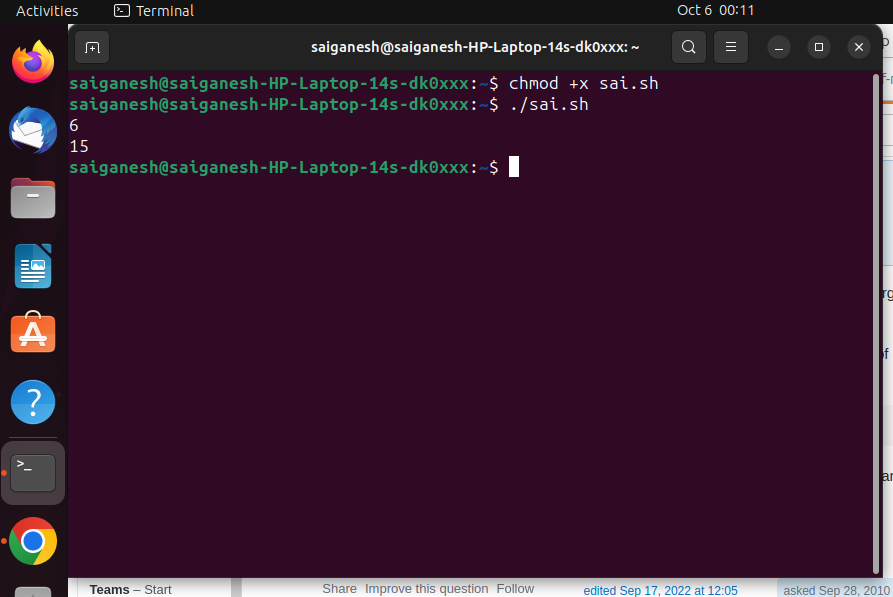 Activities Terminal Oct 6 00:11
saiganesh@saiganesh-HP-Laptop-14s-dk0xxx: ~
saiganesh@saiganesh-HP-Laptop-14s-dk0xxx:~$ chmod +x sai.sh
saiganesh@saiganesh-HP-Laptop-14s-dk0xxx:~$ ./sai.sh
6
15
saiganesh@saiganesh-HP-Laptop-14s-dk0xxx:~$
Teams – Start Share Improve this question Follow edited Sep 17, 2022 at 12:05 asked Sep 28, 2010